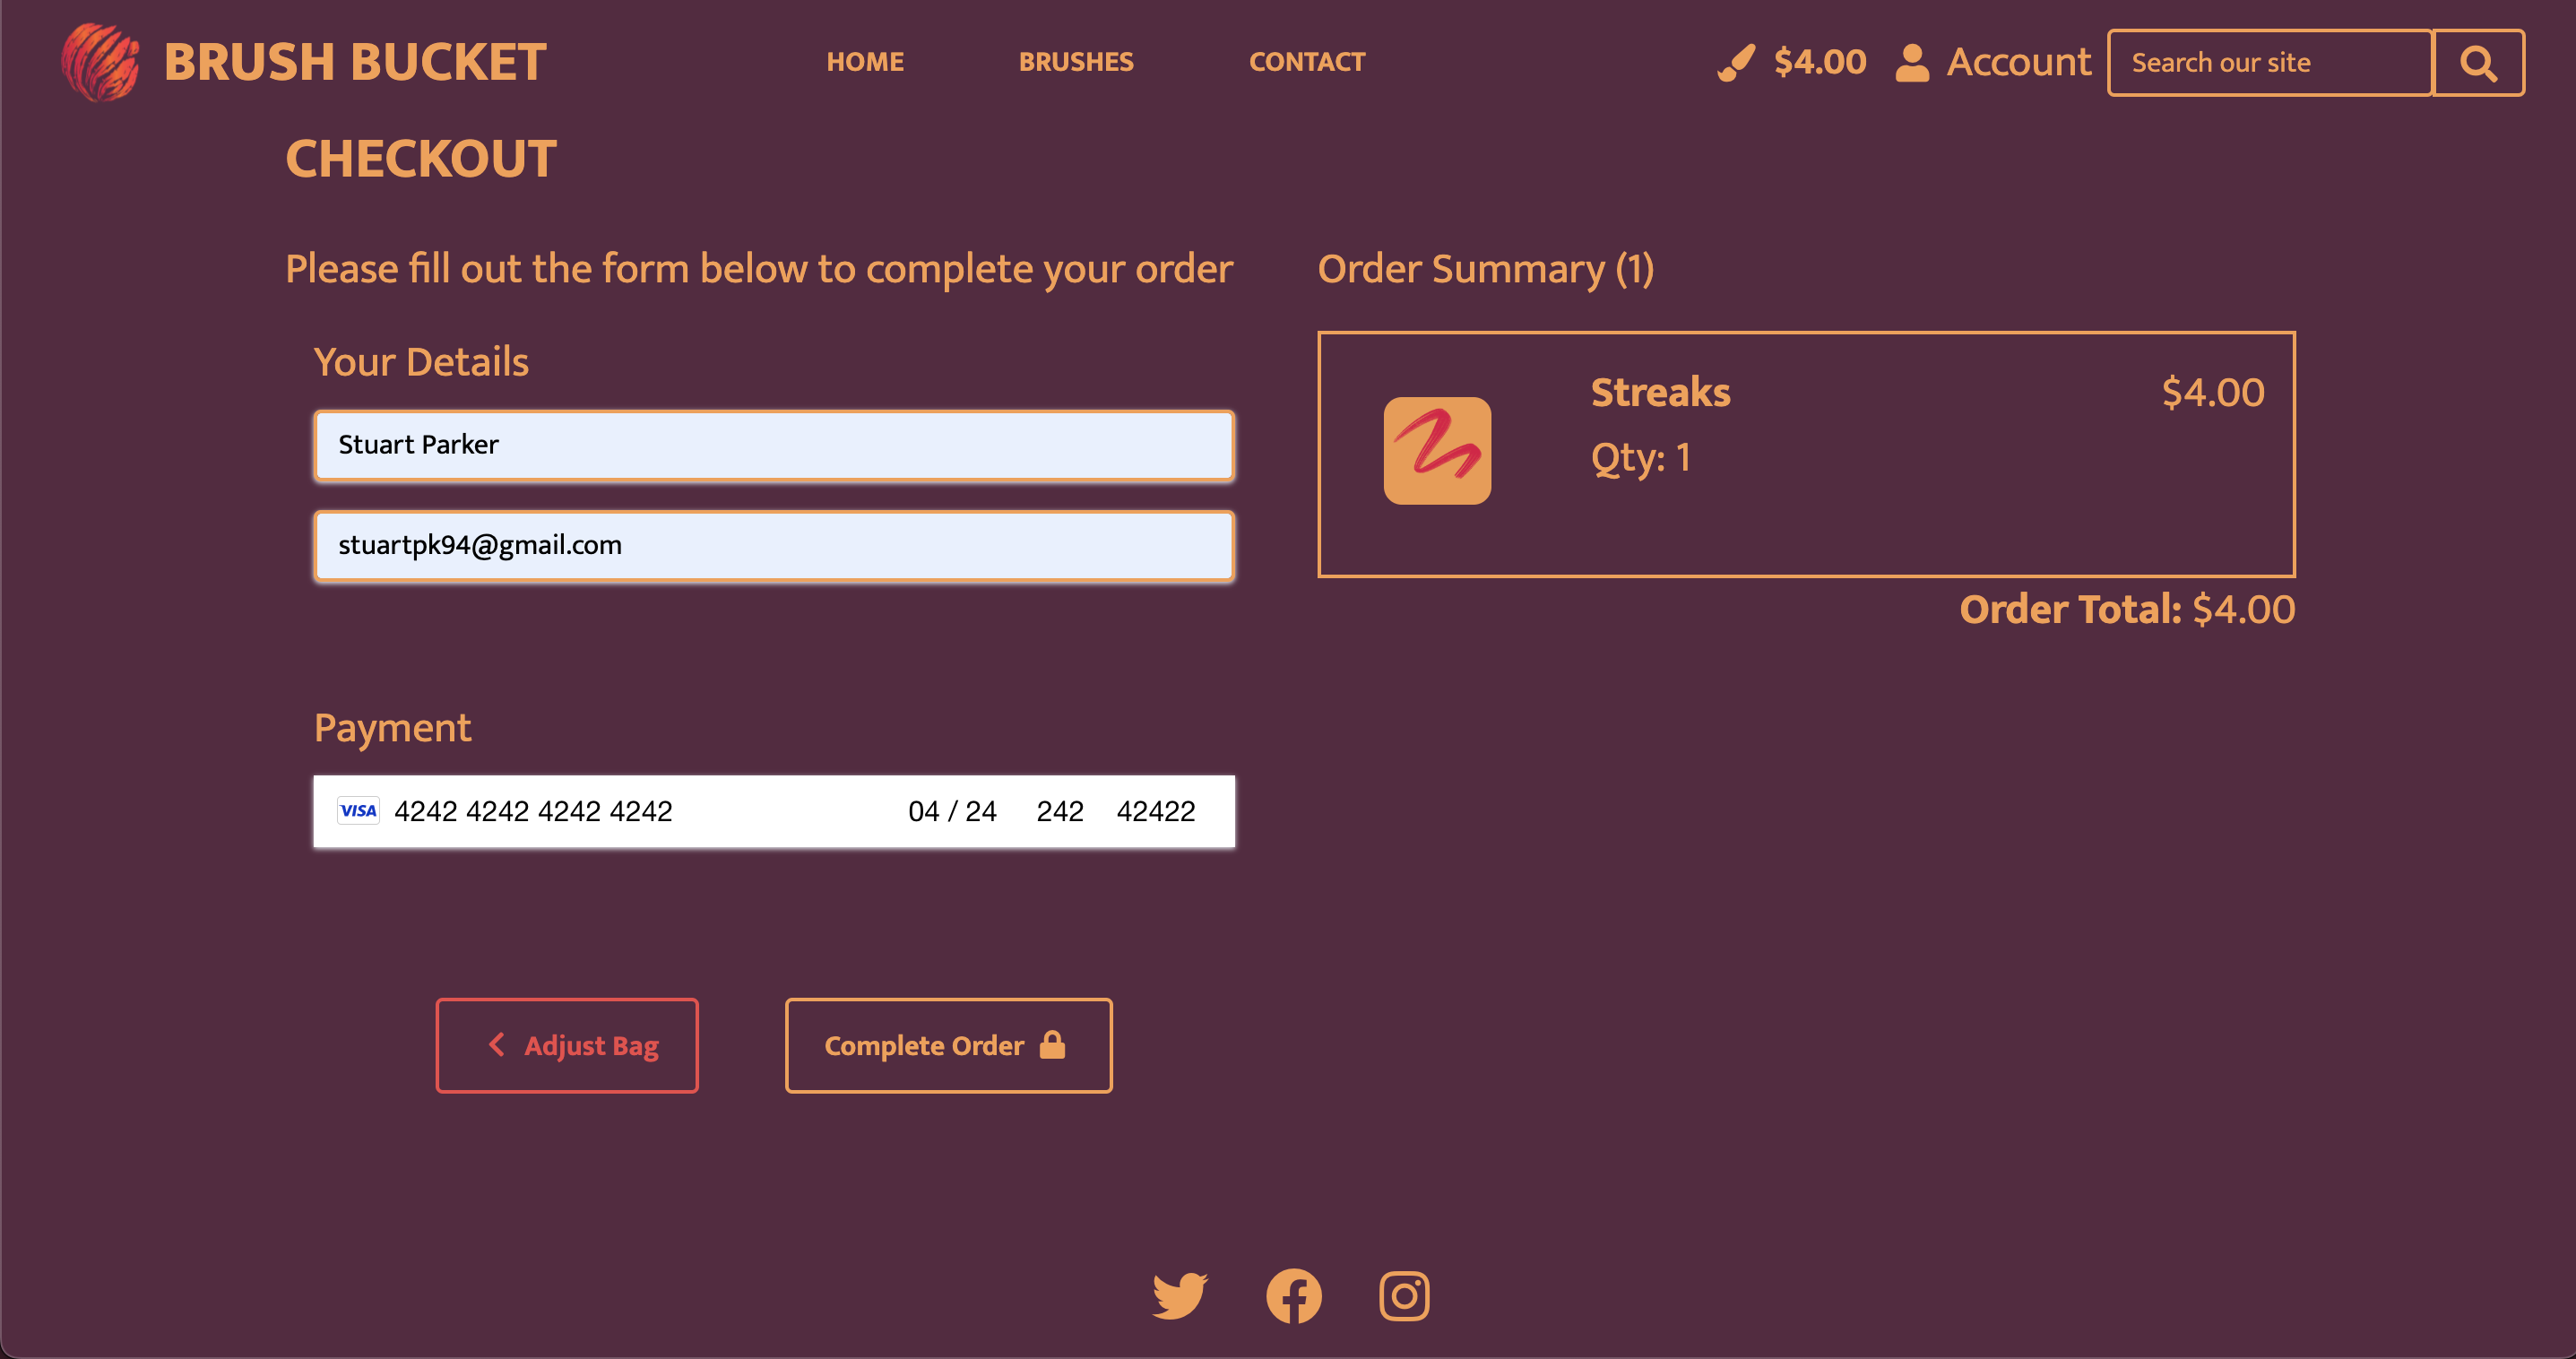 BRUSH BUCKET
HOME
BRUSHES
CONTACT
$4.00
Account
Search our site
CHECKOUT
Please fill out the form below to complete your order
Your Details
Stuart Parker
stuartpk94@gmail.com
Payment
VISA 4242 4242 4242 4242 04 / 24 242 42422
Adjust Bag
Complete Order
Order Summary (1)
Streaks $4.00
Qty: 1
Order Total: $4.00